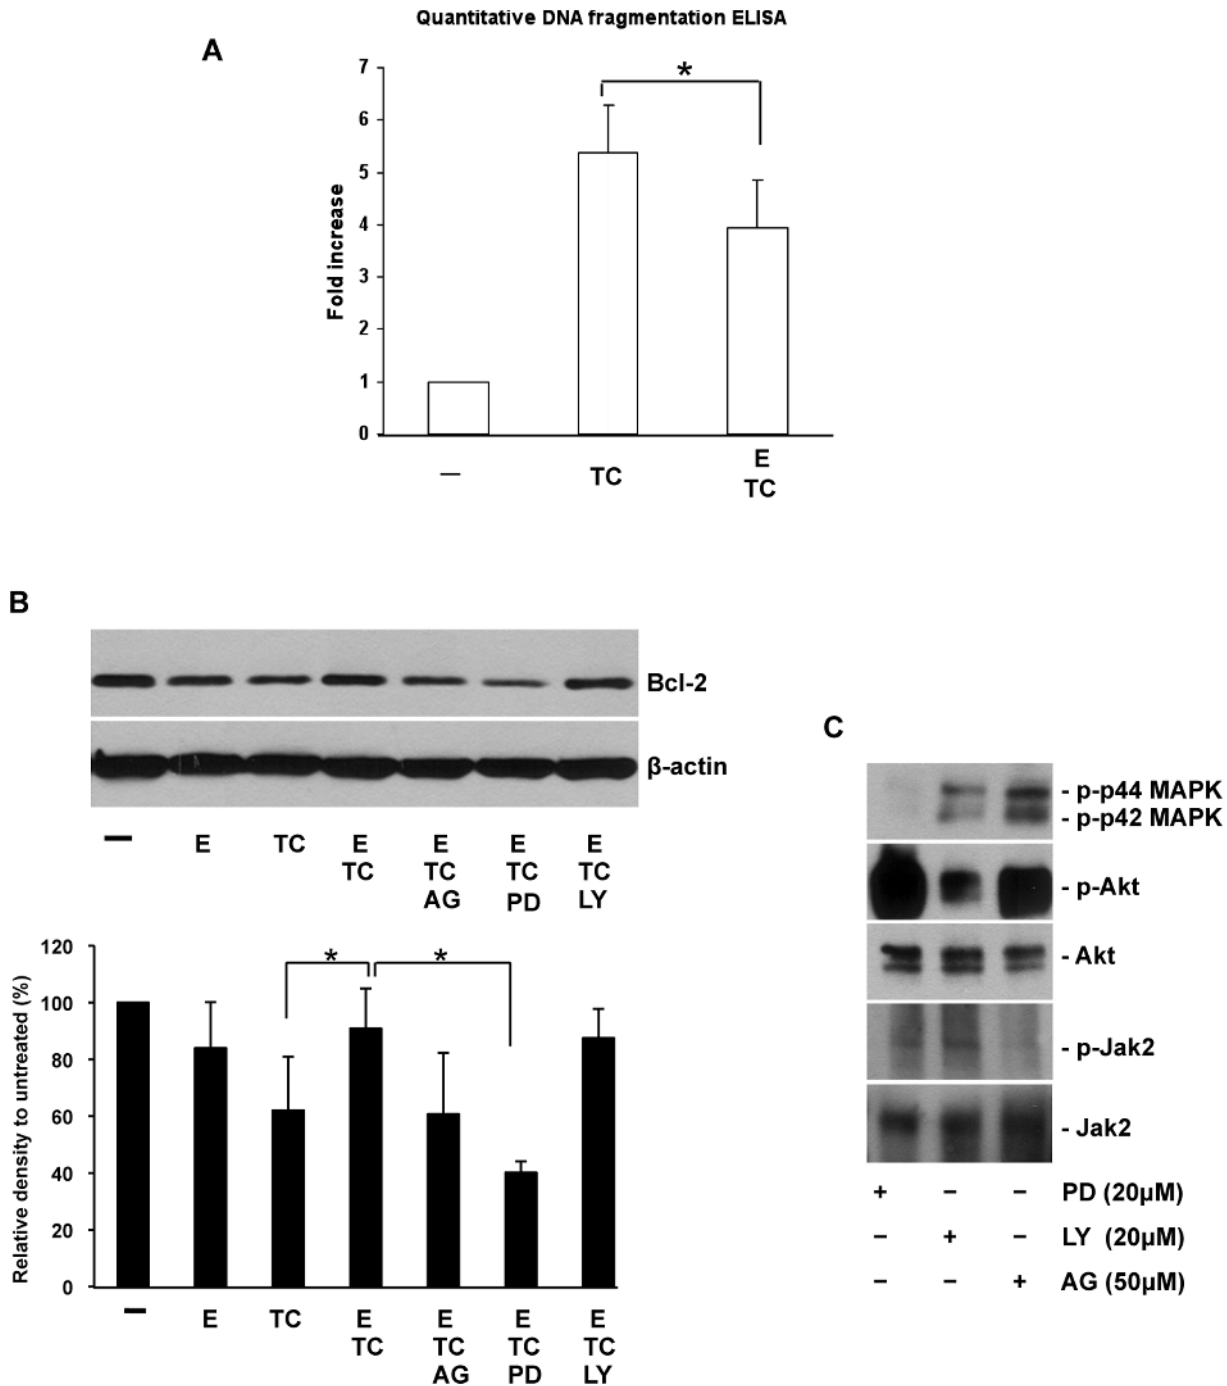 Quantitative DNA fragmentation ELISA
A
7
6
5
4
3
2
1
0
Fold increase
*
– TC E
TC
B
Bcl-2
β-actin
– E TC E E E E
TC TC TC TC
AG PD LY
120
100
80
60
40
20
0
Relative density to untreated (%)
* *
– E TC E E E E
TC TC TC TC
AG PD LY
C
- p-p44 MAPK
- p-p42 MAPK
- p-Akt
- Akt
- p-Jak2
- Jak2
+ – – PD (20µM)
– + – LY (20µM)
– – + AG (50µM)